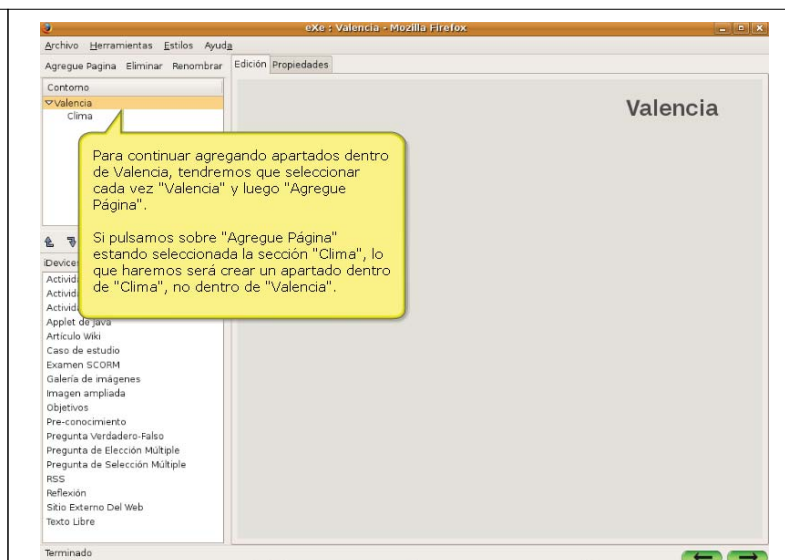 eXe : Valencia - Mozilla Firefox
Archivo Herramientas Estilos Ayuda
Agregue Pagina Eliminar Renombrar
Edición Propiedades
Contorno
Valencia
Clima
Valencia
Para continuar agregando apartados dentro
de Valencia, tendremos que seleccionar
cada vez "Valencia" y luego "Agregue
Página".
Si pulsamos sobre "Agregue Página"
estando seleccionada la sección "Clima", lo
que haremos será crear un apartado dentro
de "Clima", no dentro de "Valencia".
Applet de Java
Artículo Wiki
Caso de estudio
Examen SCORM
Galería de imágenes
Imagen ampliada
Objetivos
Pre-conocimiento
Pregunta Verdadero-Falso
Pregunta de Elección Múltiple
Pregunta de Selección Múltiple
RSS
Reflexión
Sitio Externo Del Web
Texto Libre
Terminado